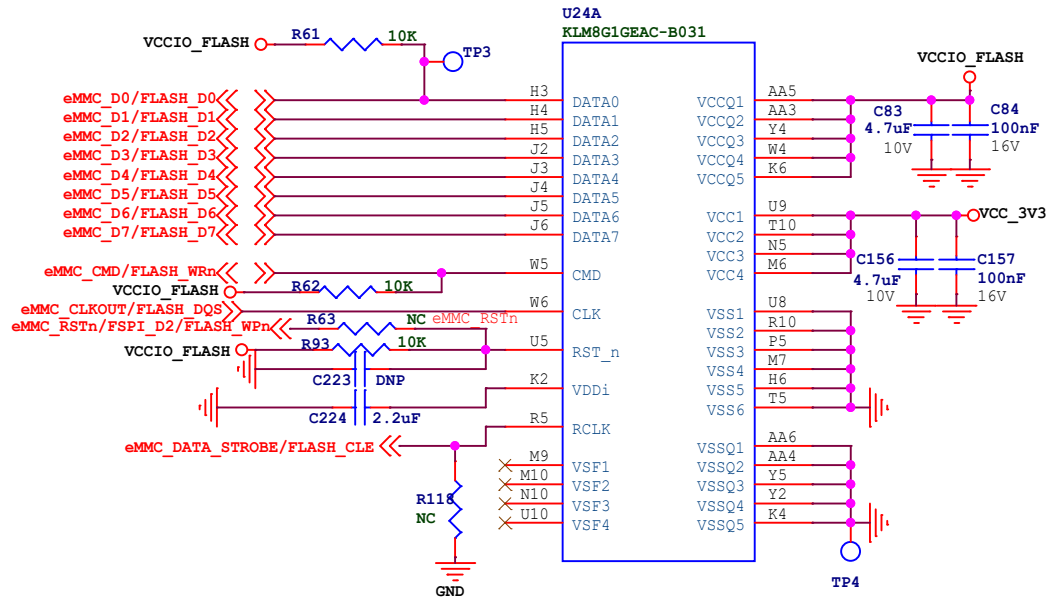 U24A
KLM8G1GEAC-B031
R61 10K
VCCIO_FLASH
TP3
VCCIO_FLASH
eMMC_D0/FLASH_D0 H3 DATA0 VCCQ1 AA5
eMMC_D1/FLASH_D1 H4 DATA1 VCCQ2 AA3
eMMC_D2/FLASH_D2 H5 DATA2 VCCQ3 Y4
eMMC_D3/FLASH_D3 J2 DATA3 VCCQ4 W4
eMMC_D4/FLASH_D4 J3 DATA4 VCCQ5 K6
eMMC_D5/FLASH_D5 J4 DATA5
eMMC_D6/FLASH_D6 J5 DATA6 VCC1 U9
eMMC_D7/FLASH_D7 J6 DATA7 VCC2 T10
VCC3 N5
C83 C84
4.7uF 100nF
10V 16V
VCC_3V3
eMMC_CMD/FLASH_WRn W5 CMD VCC4 M6
C156 C157
4.7uF 100nF
10V 16V
VCCIO_FLASH R62 10K
eMMC_CLKOUT/FLASH_DQS W6 CLK VSS1 U8
eMMC_RSTn/FSPI_D2/FLASH_WPn R63 NC eMMC_RSTn VSS2 R10
VCCIO_FLASH R93 10K U5 RST_n VSS3 P5
VSS4 M7
C223 DNP
K2 VDDi VSS5 H6
VSS6 T5
C224 2.2uF
R5 RCLK
eMMC_DATA_STROBE/FLASH_CLE VSSQ1 AA6
M9 VSF1 VSSQ2 AA4
M10 VSF2 VSSQ3 Y5
N10 VSF3 VSSQ4 Y2
U10 VSF4 VSSQ5 K4
R118
NC
TP4
GND